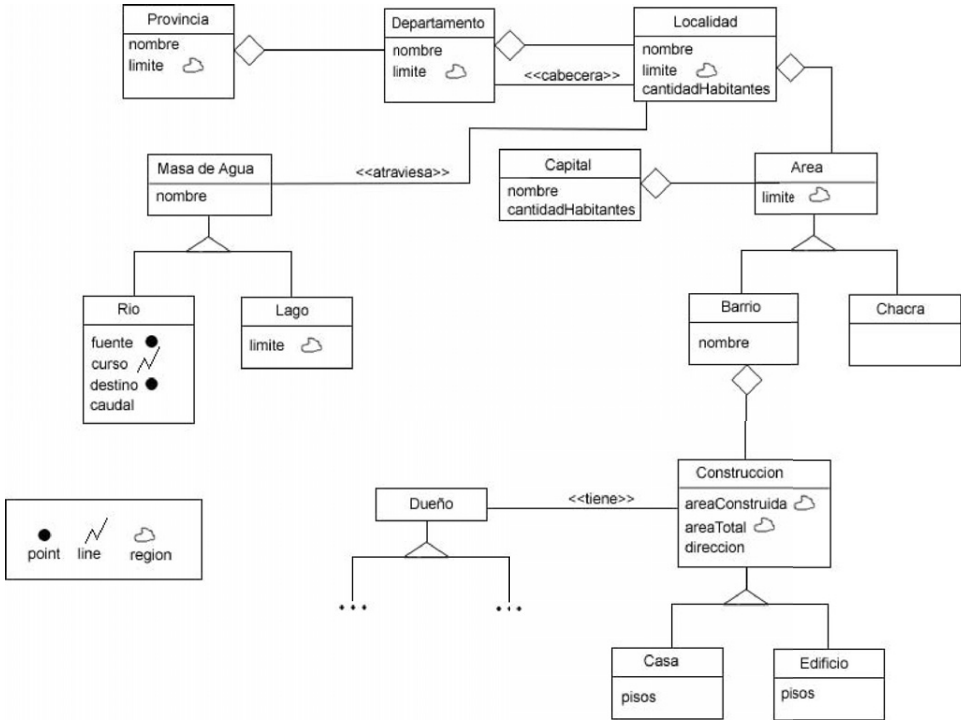 Provincia
nombre
limite
Departamento
nombre
limite
Localidad
nombre
limite
cantidadHabitantes
<<cabecera>>
Masa de Agua
nombre
<<atraviesa>>
Capital
nombre
cantidadHabitantes
Area
limite
Rio
fuente
curso
destino
caudal
Lago
limite
Barrio
nombre
Chacra
Construccion
areaConstruida
areaTotal
direccion
Dueño
<<tiene>>
point line region
Casa
pisos
Edificio
pisos